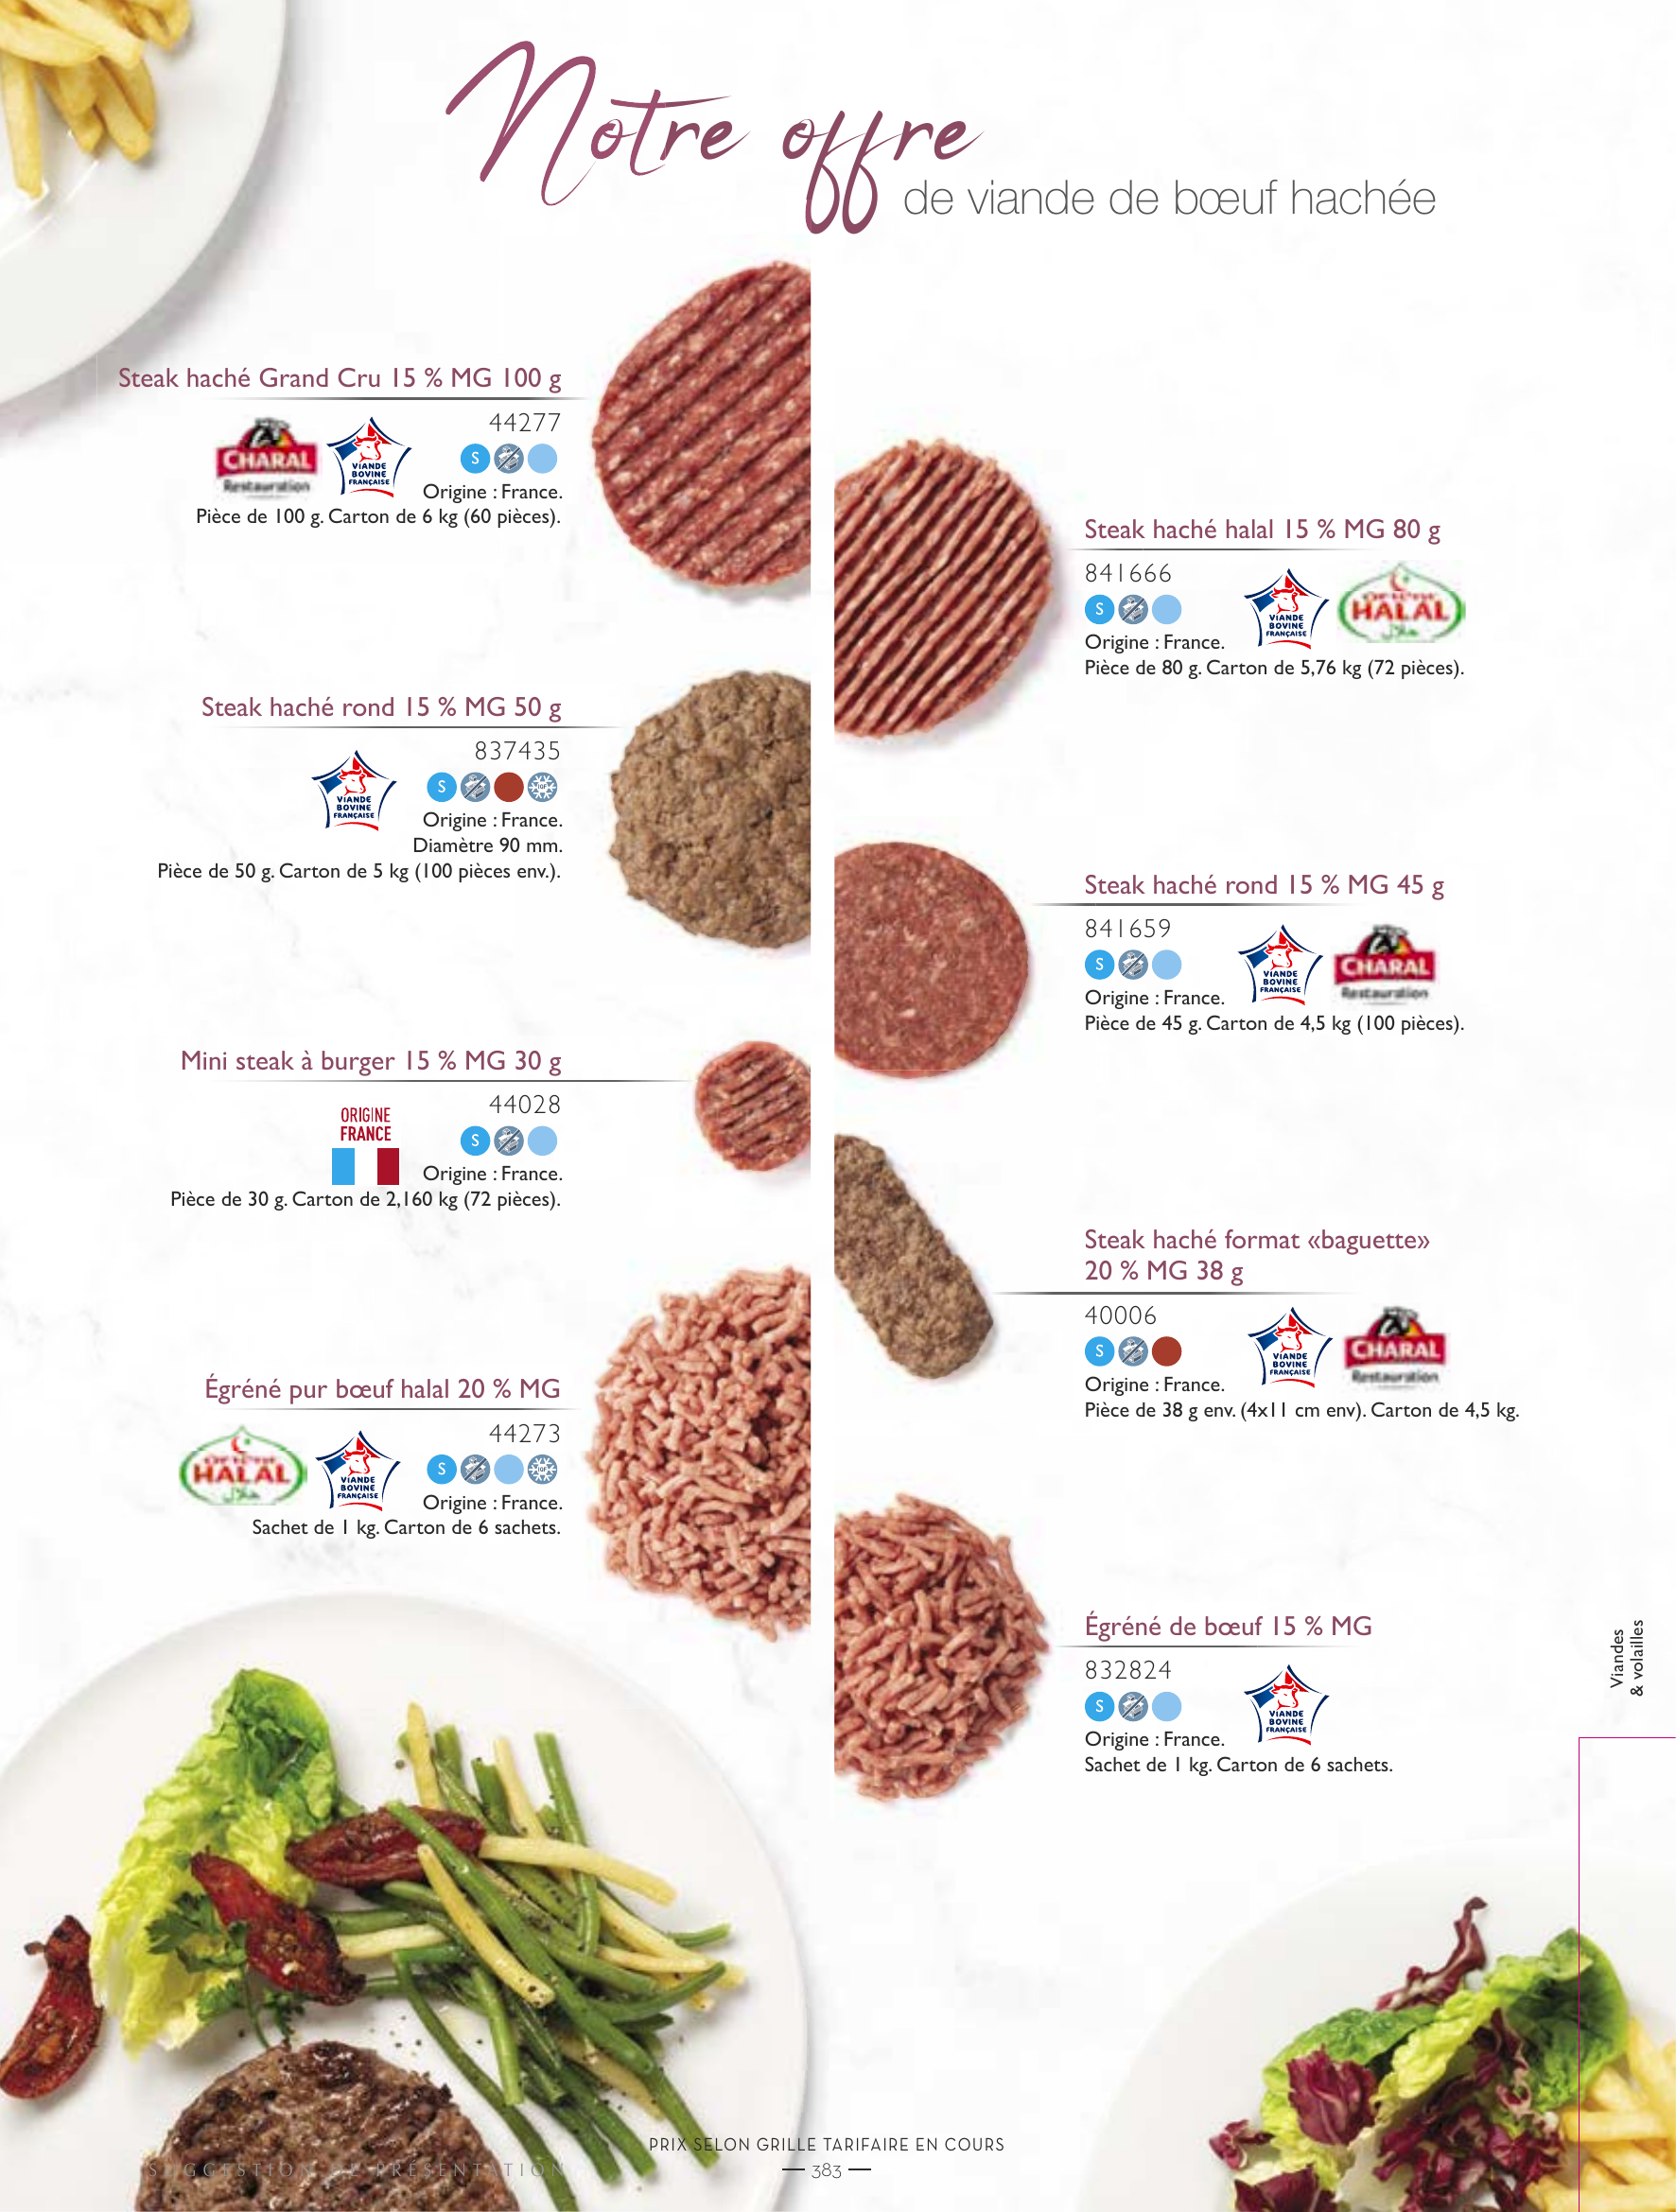 Notre offre
de viande de bœuf hachée
Steak haché Grand Cru 15 % MG 100 g
44277
CHARAL
Restauration
VIANDE
BOVINE
FRANÇAISE
S
Origine : France.
Pièce de 100 g. Carton de 6 kg (60 pièces).
Steak haché rond 15 % MG 50 g
837435
VIANDE
BOVINE
FRANÇAISE
S
IQF
Origine : France.
Diamètre 90 mm.
Pièce de 50 g. Carton de 5 kg (100 pièces env.).
Mini steak à burger 15 % MG 30 g
44028
ORIGINE
FRANCE
S
Origine : France.
Pièce de 30 g. Carton de 2,160 kg (72 pièces).
Égréné pur bœuf halal 20 % MG
44273
HALAL
VIANDE
BOVINE
FRANÇAISE
S
IQF
Origine : France.
Sachet de 1 kg. Carton de 6 sachets.
Steak haché halal 15 % MG 80 g
841666
S
VIANDE
BOVINE
FRANÇAISE
HALAL
Origine : France.
Pièce de 80 g. Carton de 5,76 kg (72 pièces).
Steak haché rond 15 % MG 45 g
841659
S
VIANDE
BOVINE
FRANÇAISE
CHARAL
Restauration
Origine : France.
Pièce de 45 g. Carton de 4,5 kg (100 pièces).
Steak haché format «baguette»
20 % MG 38 g
40006
S
VIANDE
BOVINE
FRANÇAISE
CHARAL
Restauration
Origine : France.
Pièce de 38 g env. (4x11 cm env). Carton de 4,5 kg.
Égréné de bœuf 15 % MG
832824
S
VIANDE
BOVINE
FRANÇAISE
Origine : France.
Sachet de 1 kg. Carton de 6 sachets.
Viandes
& volailles
PRIX SELON GRILLE TARIFAIRE EN COURS
SUGGESTION DE PRÉSENTATION
— 383 —